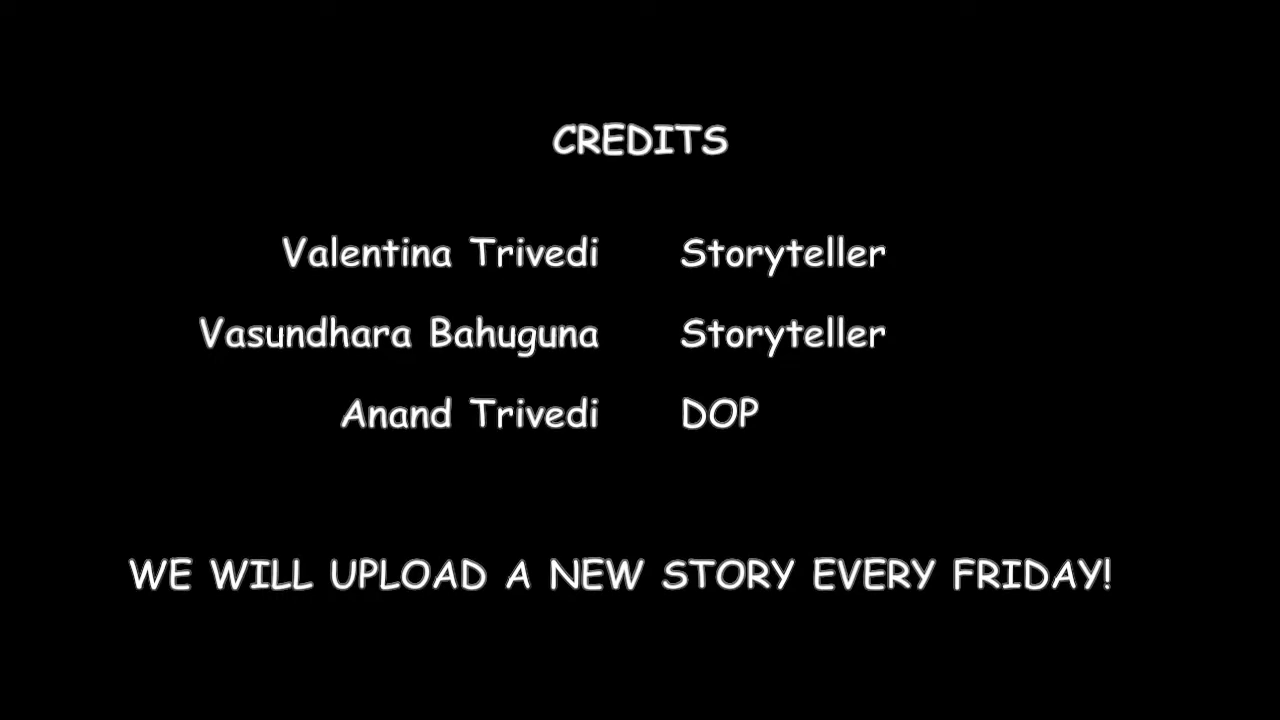 CREDITS
Valentina Trivedi Storyteller
Vasundhara Bahuguna Storyteller
Anand Trivedi DOP
WE WILL UPLOAD A NEW STORY EVERY FRIDAY!